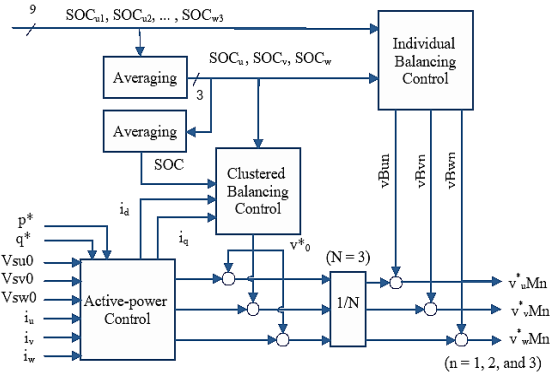 9
SOCu1, SOCu2, ... , SOCw3
Individual
Balancing
Control
Averaging
3
SOCu, SOCv, SOCw
Averaging
SOC
Clustered
Balancing
Control
vBun
vBvn
vBwn
p*
q*
id
iq
v*0
(N = 3)
Vsu0
Vsv0
Vsw0
iu
iv
iw
Active-power
Control
1/N
v*uMn
v*vMn
v*wMn
(n = 1, 2, and 3)